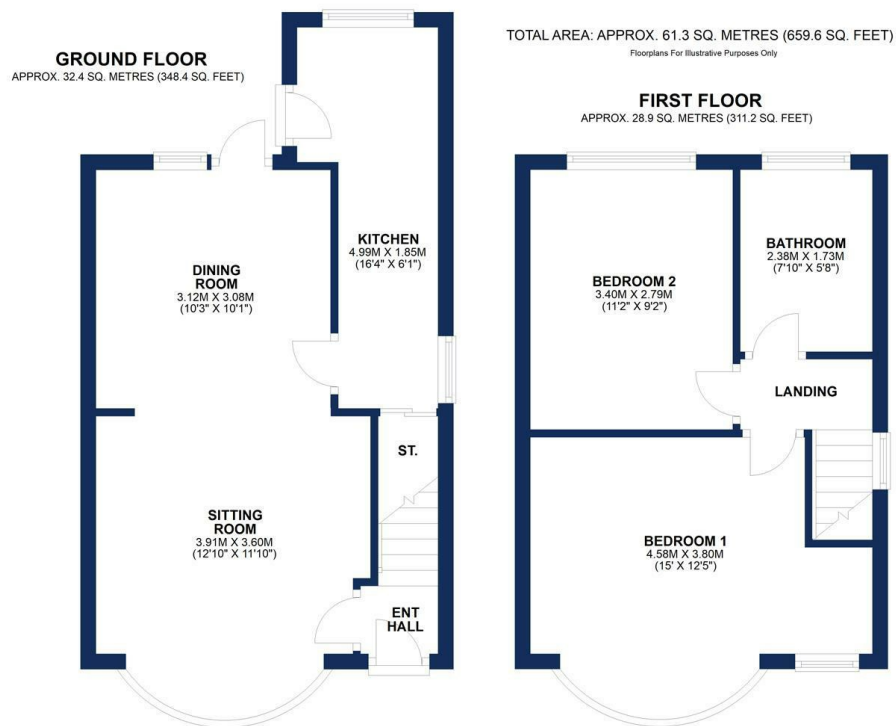 GROUND FLOOR
APPROX. 32.4 SQ. METRES (348.4 SQ. FEET)
KITCHEN
4.99M X 1.85M
(16'4" X 6'1")
DINING
ROOM
3.12M X 3.08M
(10'3" X 10'1")
ST.
SITTING
ROOM
3.91M X 3.60M
(12'10" X 11'10")
ENT
HALL
TOTAL AREA: APPROX. 61.3 SQ. METRES (659.6 SQ. FEET)
Floorplans For Illustrative Purposes Only
FIRST FLOOR
APPROX. 28.9 SQ. METRES (311.2 SQ. FEET)
BATHROOM
2.38M X 1.73M
(7'10" X 5'8")
BEDROOM 2
3.40M X 2.79M
(11'2" X 9'2")
LANDING
BEDROOM 1
4.58M X 3.80M
(15' X 12'5")